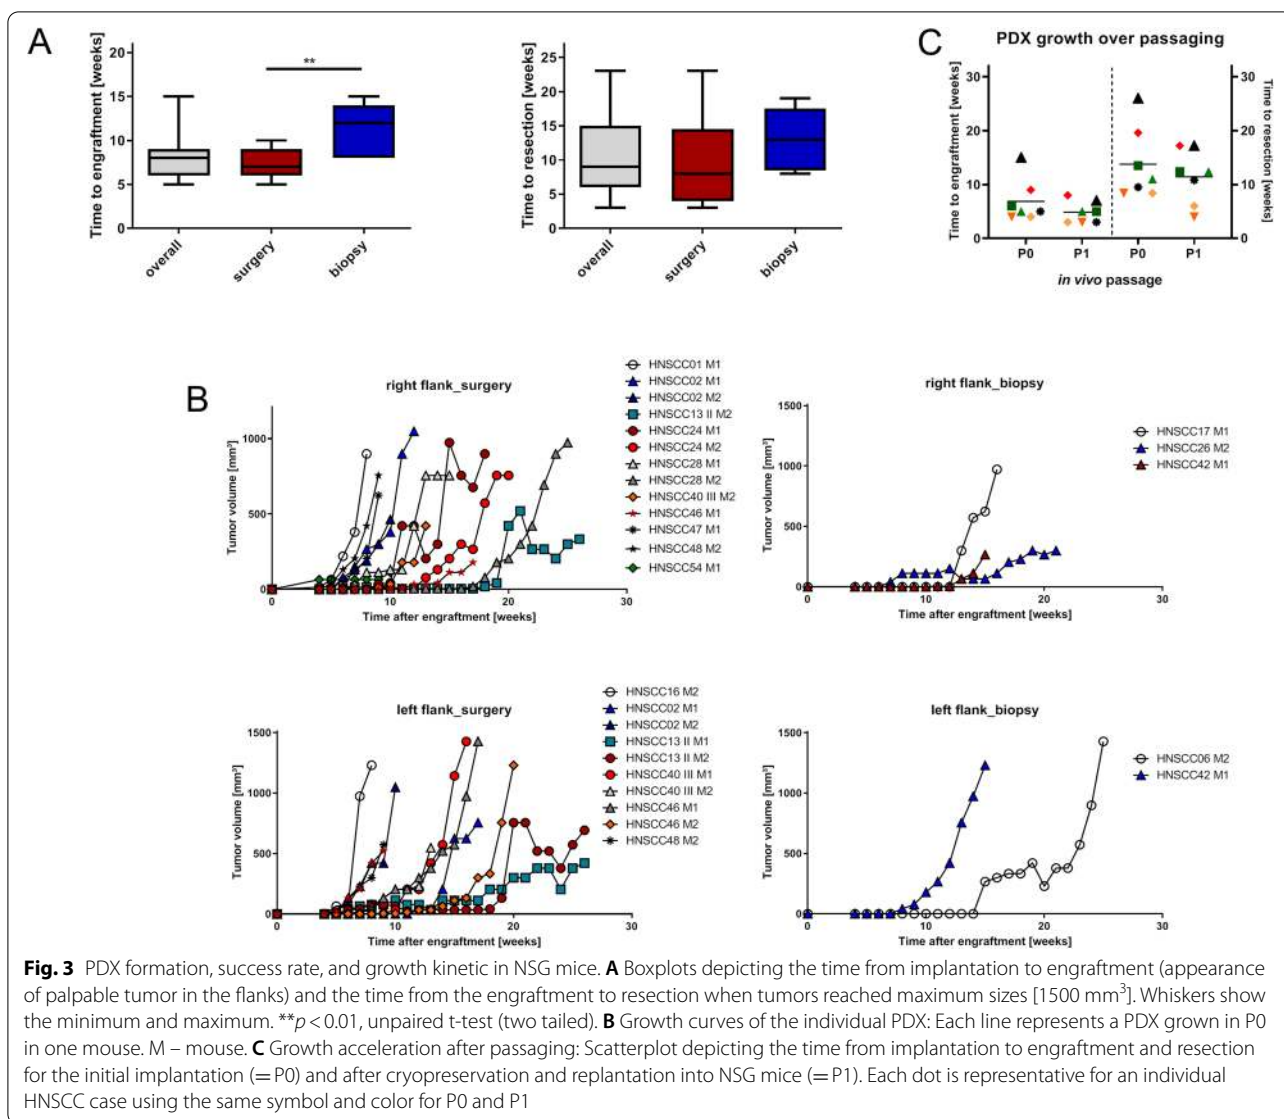 A
Time to engraftment [weeks]
20
15
10
5
0
**
overall
surgery
biopsy
Time to resection [weeks]
25
20
15
10
5
0
overall
surgery
biopsy
C
PDX growth over passaging
Time to engraftment [weeks]
30
20
10
0
30
20
10
0
Time to resection [weeks]
P0
P1
P0
P1
in vivo passage
B
right flank_surgery
Tumor volume [mm³]
1000
500
0
0
10
20
30
Time after engraftment [weeks]
HNSCC01 M1
HNSCC02 M1
HNSCC02 M2
HNSCC13 II M2
HNSCC24 M1
HNSCC24 M2
HNSCC28 M1
HNSCC28 M2
HNSCC40 III M2
HNSCC46 M1
HNSCC47 M1
HNSCC48 M2
HNSCC54 M1
right flank_biopsy
Tumor volume [mm³]
1500
1000
500
0
0
10
20
30
Time after engraftment [weeks]
HNSCC17 M1
HNSCC26 M2
HNSCC42 M1
left flank_surgery
Tumor volume [mm³]
1500
1000
500
0
0
10
20
30
Time after engraftment [weeks]
HNSCC16 M2
HNSCC02 M1
HNSCC02 M2
HNSCC13 II M1
HNSCC13 II M2
HNSCC40 III M1
HNSCC40 III M2
HNSCC46 M1
HNSCC46 M2
HNSCC48 M2
left flank_biopsy
Tumor volume [mm³]
1500
1000
500
0
0
10
20
30
Time after engraftment [weeks]
HNSCC06 M2
HNSCC42 M1
Fig. 3 PDX formation, success rate, and growth kinetic in NSG mice. A Boxplots depicting the time from implantation to engraftment (appearance
of palpable tumor in the flanks) and the time from the engraftment to resection when tumors reached maximum sizes [1500 mm³]. Whiskers show
the minimum and maximum. **p < 0.01, unpaired t-test (two tailed). B Growth curves of the individual PDX: Each line represents a PDX grown in P0
in one mouse. M – mouse. C Growth acceleration after passaging: Scatterplot depicting the time from implantation to engraftment and resection
for the initial implantation (= P0) and after cryopreservation and replantation into NSG mice (= P1). Each dot is representative for an individual
HNSCC case using the same symbol and color for P0 and P1